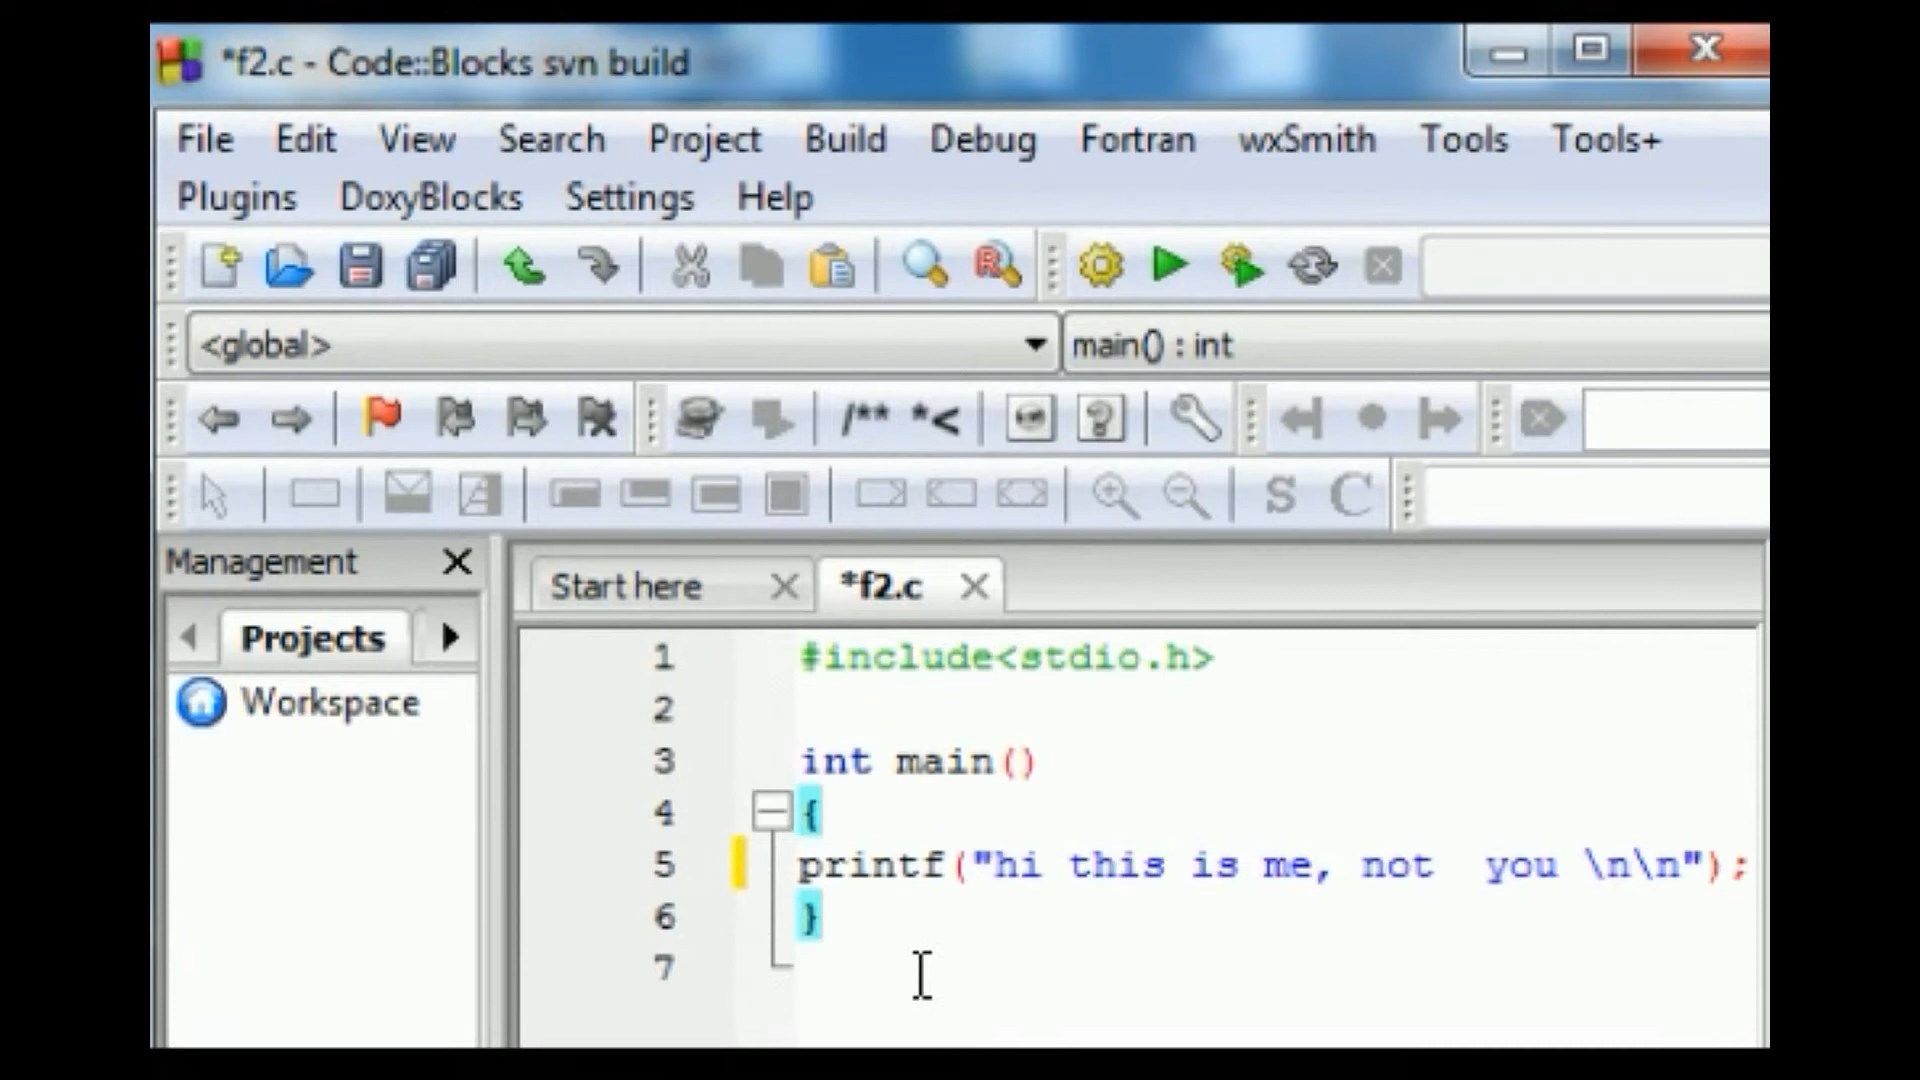 *f2.c - Code::Blocks svn build
File Edit View Search Project Build Debug Fortran wxSmith Tools Tools+
Plugins DoxyBlocks Settings Help
<global> main() : int
/** *<
S C
Management
Start here *f2.c
Projects
Workspace
1 #include<stdio.h>
2
3 int main()
4 {
5 printf("hi this is me, not  you \n\n");
6 }
7